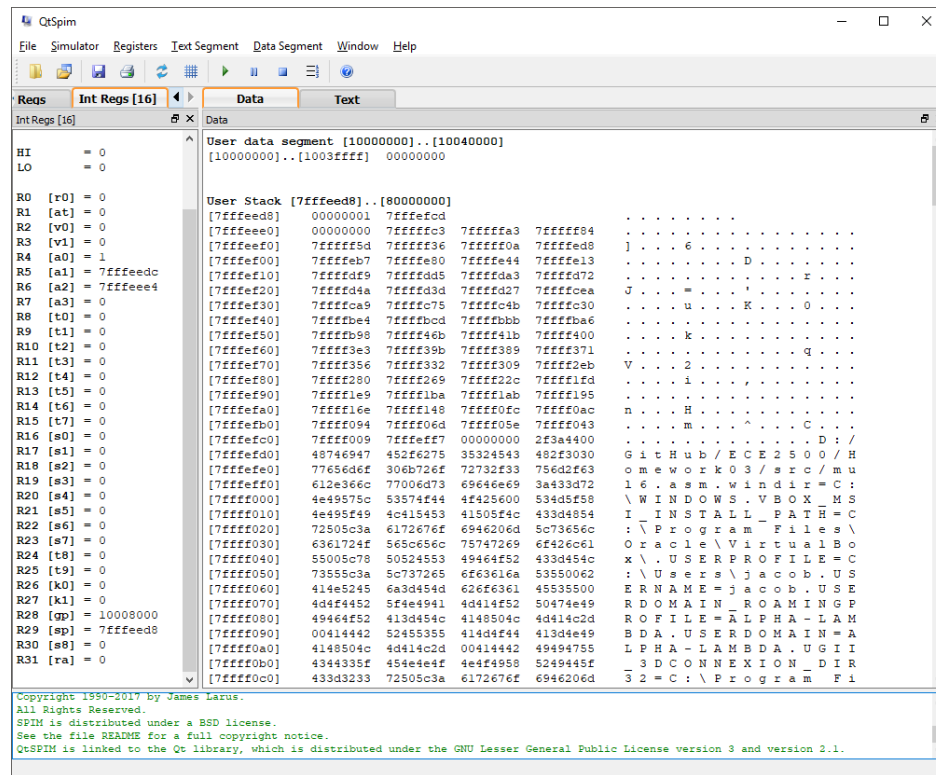 QtSpim
File Simulator Registers Text Segment Data Segment Window Help
Regs Int Regs [16] Data Text
Int Regs [16]
HI = 0
LO = 0
R0 [r0] = 0
R1 [at] = 0
R2 [v0] = 0
R3 [v1] = 0
R4 [a0] = 1
R5 [a1] = 7fffeedc
R6 [a2] = 7fffeee4
R7 [a3] = 0
R8 [t0] = 0
R9 [t1] = 0
R10 [t2] = 0
R11 [t3] = 0
R12 [t4] = 0
R13 [t5] = 0
R14 [t6] = 0
R15 [t7] = 0
R16 [s0] = 0
R17 [s1] = 0
R18 [s2] = 0
R19 [s3] = 0
R20 [s4] = 0
R21 [s5] = 0
R22 [s6] = 0
R23 [s7] = 0
R24 [t8] = 0
R25 [t9] = 0
R26 [k0] = 0
R27 [k1] = 0
R28 [gp] = 10008000
R29 [sp] = 7fffeed8
R30 [s8] = 0
R31 [ra] = 0
Data
User data segment [10000000]..[10040000]
[10000000]..[1003ffff] 00000000
User Stack [7fffeed8]..[80000000]
[7fffeed8] 00000001 7fffefcd . . . . . . . .
[7fffeee0] 00000000 7fffffc3 7fffffa3 7fffff84 . . . . . . . . . . . . . . . .
[7fffeef0] 7fffff5d 7fffff36 7fffff0a 7ffffed8 ] . . . 6 . . . . . . . . . . .
[7fffef00] 7ffffeb7 7ffffe80 7ffffe44 7ffffe13 . . . . . . . . D . . . . . . .
[7fffef10] 7ffffdf9 7ffffdd5 7ffffda3 7ffffd72 . . . . . . . . . . . . r . . .
[7fffef20] 7ffffd4a 7ffffd3d 7ffffd27 7ffffcea J . . . = . . . ' . . . . . . .
[7fffef30] 7ffffca9 7ffffc75 7ffffc4b 7ffffc30 . . . . u . . . K . . . 0 . . .
[7fffef40] 7ffffbe4 7ffffbcd 7ffffbbb 7ffffba6 . . . . . . . . . . . . . . . .
[7fffef50] 7ffffb98 7ffff46b 7ffff41b 7ffff400 . . . . k . . . . . . . . . . .
[7fffef60] 7ffff3e3 7ffff39b 7ffff389 7ffff371 . . . . . . . . . . . . q . . .
[7fffef70] 7ffff356 7ffff332 7ffff309 7ffff2eb V . . . 2 . . . . . . . . . . .
[7fffef80] 7ffff280 7ffff269 7ffff22c 7ffff1fd . . . . i . . . , . . . . . . .
[7fffef90] 7ffff1e9 7ffff1ba 7ffff1ab 7ffff195 . . . . . . . . . . . . . . . .
[7fffefa0] 7ffff16e 7ffff148 7ffff0fc 7ffff0ac n . . . H . . . . . . . . . . .
[7fffefb0] 7ffff094 7ffff06d 7ffff05e 7ffff043 . . . . m . . . ^ . . . C . . .
[7fffefc0] 7ffff009 7fffeff7 00000000 2f3a4400 . . . . . . . . . . . . . D : /
[7fffefd0] 48746947 452f6275 35324543 482f3030 G i t H u b / E C E 2 5 0 0 / H
[7fffefe0] 77656d6f 306b726f 72732f33 756d2f63 o m e w o r k 0 3 / s r c / m u
[7fffeff0] 612e366c 77006d73 69646e69 3a433d72 l 6 . a s m . w i n d i r = C :
[7ffff000] 4e49575c 53574f44 4f425600 534d5f58 \ W I N D O W S . V B O X _ M S
[7ffff010] 4e495f49 4c415453 41505f4c 433d4854 I _ I N S T A L L _ P A T H = C
[7ffff020] 72505c3a 6172676f 6946206d 5c73656c : \ P r o g r a m   F i l e s \
[7ffff030] 6361724f 565c656c 75747269 6f426c61 O r a c l e \ V i r t u a l B o
[7ffff040] 55005c78 50524553 49464f52 433d454c x \ . U S E R P R O F I L E = C
[7ffff050] 73555c3a 5c737265 6f63616a 53550062 : \ U s e r s \ j a c o b . U S
[7ffff060] 414e5245 6a3d454d 626f6361 45535500 E R N A M E = j a c o b . U S E
[7ffff070] 4d4f4452 5f4e4941 4d414f52 50474e49 R D O M A I N _ R O A M I N G P
[7ffff080] 49464f52 413d454c 4148504c 4d414c2d R O F I L E = A L P H A - L A M
[7ffff090] 00414442 52455355 414d4f44 413d4e49 B D A . U S E R D O M A I N = A
[7ffff0a0] 4148504c 4d414c2d 00414442 49494755 L P H A - L A M B D A . U G I I
[7ffff0b0] 4344335f 454e4e4f 4e4f4958 5249445f _ 3 D C O N N E X I O N _ D I R
[7ffff0c0] 433d3233 72505c3a 6172676f 6946206d 3 2 = C : \ P r o g r a m   F i
Copyright 1990-2017 by James Larus.
All Rights Reserved.
SPIM is distributed under a BSD license.
See the file README for a full copyright notice.
QtSPIM is linked to the Qt library, which is distributed under the GNU Lesser General Public License version 3 and version 2.1.